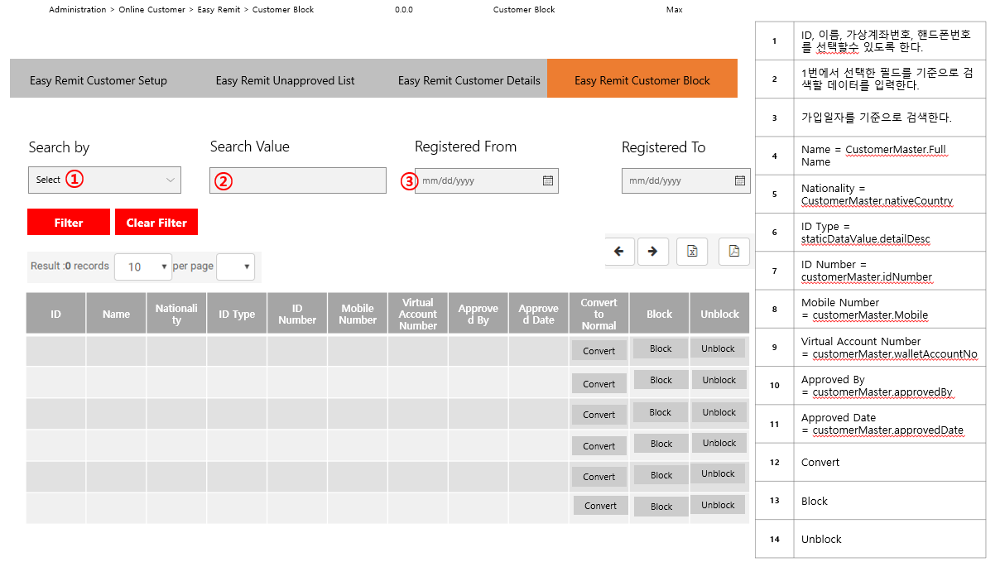 Administration > Online Customer > Easy Remit > Customer Block
0.0.0
Customer Block
Max
Easy Remit Customer Setup
Easy Remit Unapproved List
Easy Remit Customer Details
Easy Remit Customer Block
Search by
Search Value
Registered From
Registered To
Select ①
②
③ mm/dd/yyyy
mm/dd/yyyy
Filter
Clear Filter
Result :0 records
10
per page
ID
Name
Nationali
ty
ID Type
ID
Number
Mobile
Number
Virtual
Account
Number
Approve
d By
Approve
d Date
Convert
to
Normal
Block
Unblock
Convert
Block
Unblock
Convert
Block
Unblock
Convert
Block
Unblock
Convert
Block
Unblock
Convert
Block
Unblock
Convert
Block
Unblock
1
ID, 이름, 가상계좌번호, 핸드폰번호
를 선택할수 있도록 한다.
2
1번에서 선택한 필드를 기준으로 검
색할 데이터를 입력한다.
3
가입일자를 기준으로 검색한다.
4
Name = CustomerMaster.Full
Name
5
Nationality =
CustomerMaster.nativeCountry
6
ID Type =
staticDataValue.detailDesc
7
ID Number =
customerMaster.idNumber
8
Mobile Number
= customerMaster.Mobile
9
Virtual Account Number
= customerMaster.walletAccountNo
10
Approved By
= customerMaster.approvedBy
11
Approved Date
= customerMaster.approvedDate
12
Convert
13
Block
14
Unblock